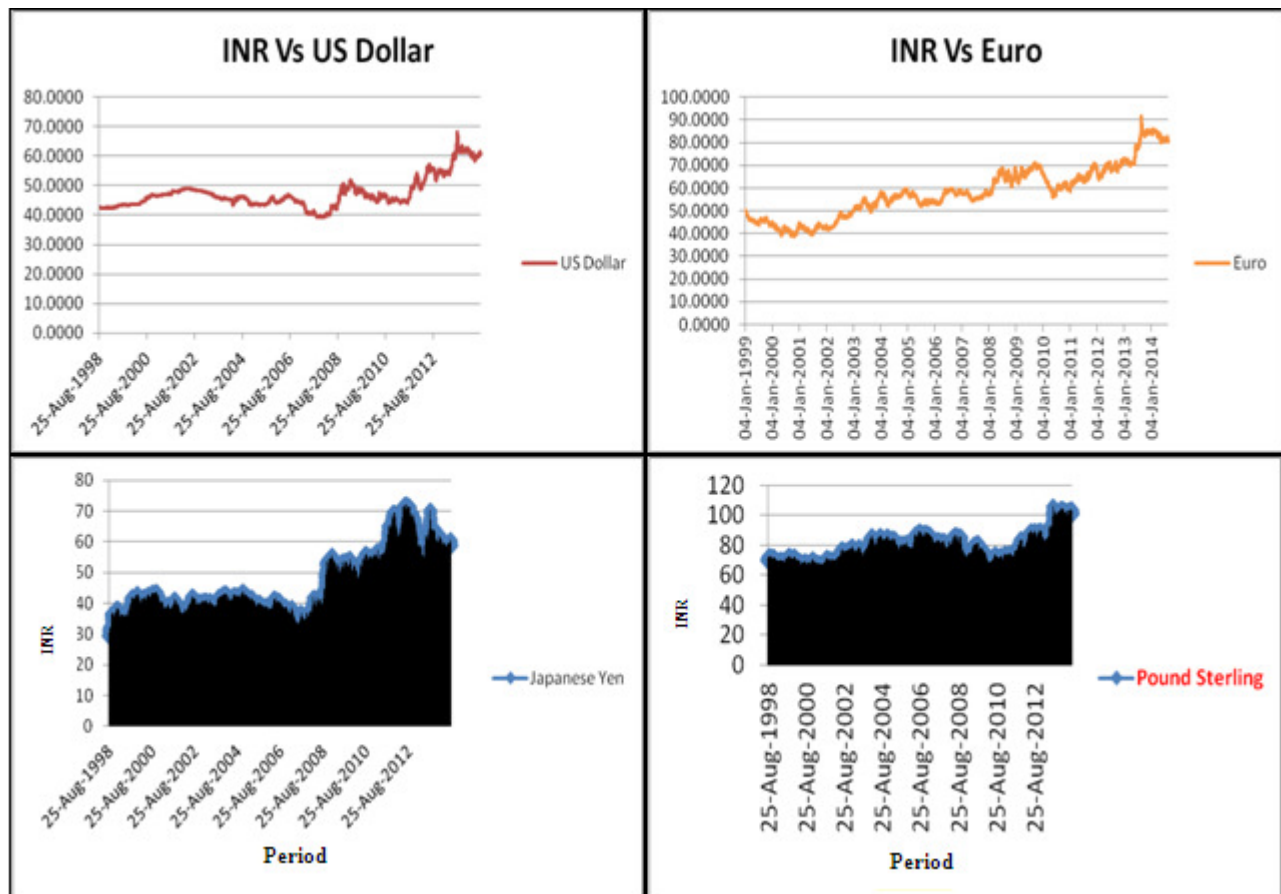 INR Vs US Dollar
80.0000
70.0000
60.0000
50.0000
40.0000
30.0000
20.0000
10.0000
0.0000
25-Aug-1998
25-Aug-2000
25-Aug-2002
25-Aug-2004
25-Aug-2006
25-Aug-2008
25-Aug-2010
25-Aug-2012
US Dollar
INR Vs Euro
100.0000
90.0000
80.0000
70.0000
60.0000
50.0000
40.0000
30.0000
20.0000
10.0000
0.0000
04-Jan-1999
04-Jan-2000
04-Jan-2001
04-Jan-2002
04-Jan-2003
04-Jan-2004
04-Jan-2005
04-Jan-2006
04-Jan-2007
04-Jan-2008
04-Jan-2009
04-Jan-2010
04-Jan-2011
04-Jan-2012
04-Jan-2013
04-Jan-2014
Euro
80
70
60
50
40
30
20
10
0
INR
25-Aug-1998
25-Aug-2000
25-Aug-2002
25-Aug-2004
25-Aug-2006
25-Aug-2008
25-Aug-2010
25-Aug-2012
Period
Japanese Yen
120
100
80
60
40
20
0
INR
25-Aug-1998
25-Aug-2000
25-Aug-2002
25-Aug-2004
25-Aug-2006
25-Aug-2008
25-Aug-2010
25-Aug-2012
Period
Pound Sterling